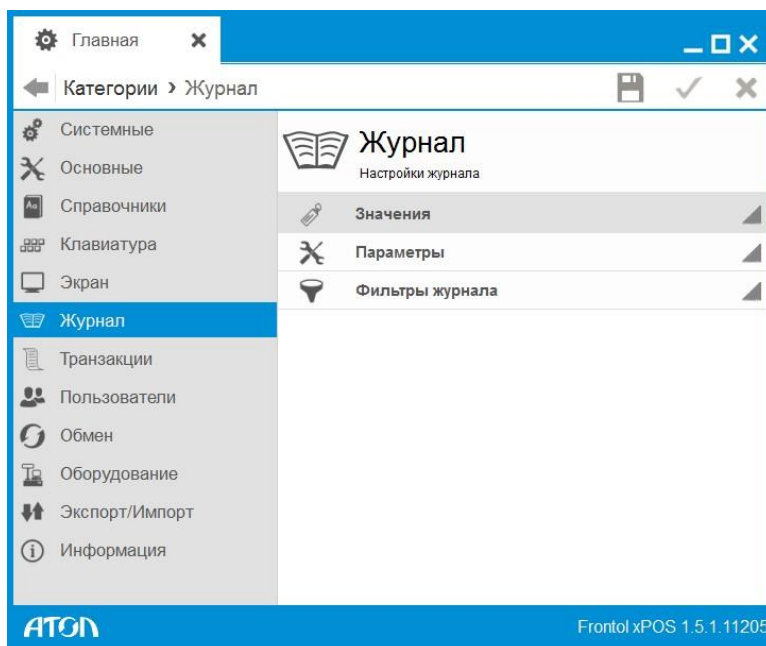 Главная
Категории › Журнал
Системные
Основные
Справочники
Клавиатура
Экран
Журнал
Транзакции
Пользователи
Обмен
Оборудование
Экспорт/Импорт
Информация
Журнал
Настройки журнала
Значения
Параметры
Фильтры журнала
АТОЛ
Frontol xPOS 1.5.1.11205